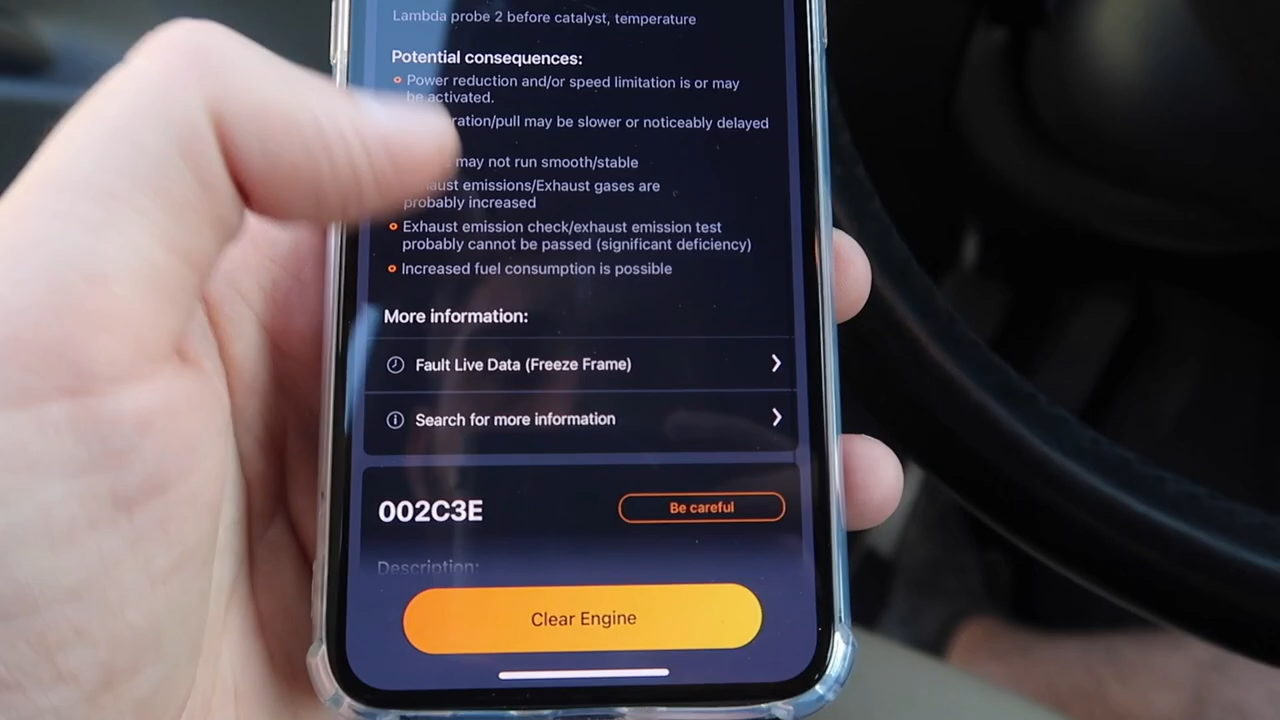 Lambda probe 2 before catalyst, temperature
Potential consequences:
Power reduction and/or speed limitation is or may
be activated.
ration/pull may be slower or noticeably delayed
may not run smooth/stable
haust emissions/Exhaust gases are
probably increased
Exhaust emission check/exhaust emission test
probably cannot be passed (significant deficiency)
Increased fuel consumption is possible
More information:
Fault Live Data (Freeze Frame)
Search for more information
002C3E
Be careful
Description:
Clear Engine